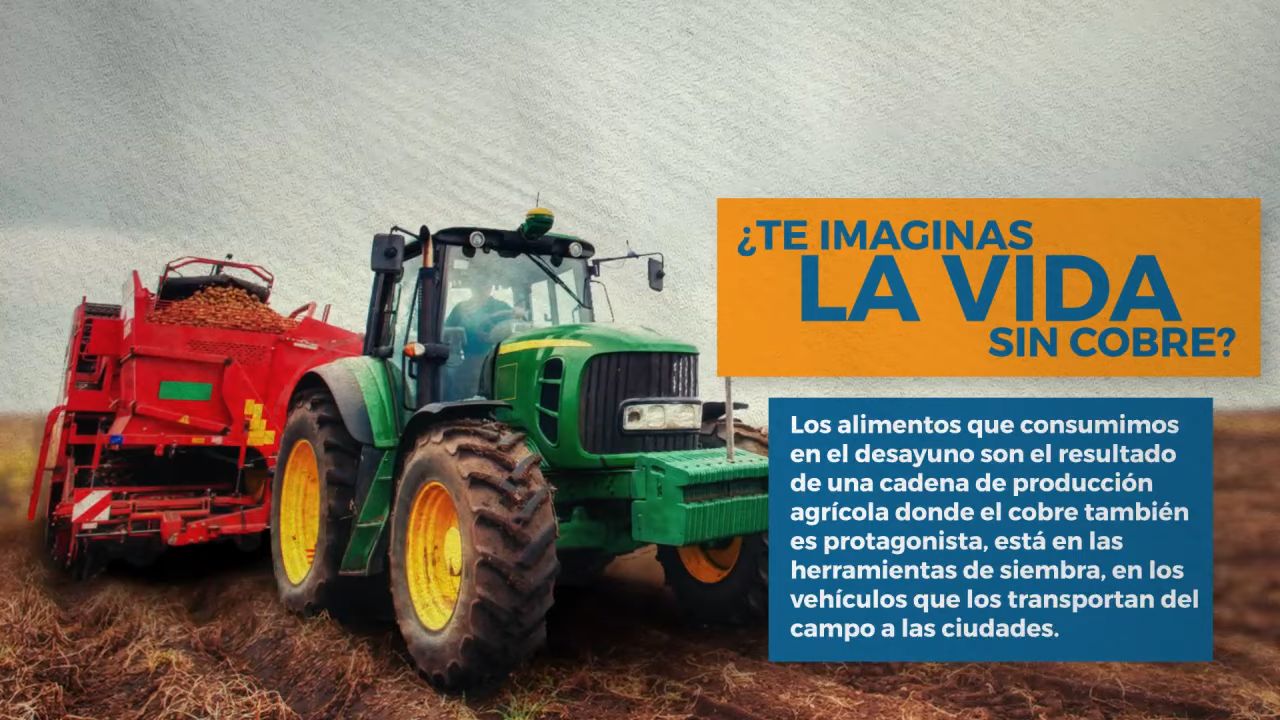 ¿TE IMAGINAS
LA VIDA
SIN COBRE?
Los alimentos que consumimos
en el desayuno son el resultado
de una cadena de producción
agrícola donde el cobre también
es protagonista, está en las
herramientas de siembra, en los
vehículos que los transportan del
campo a las ciudades.